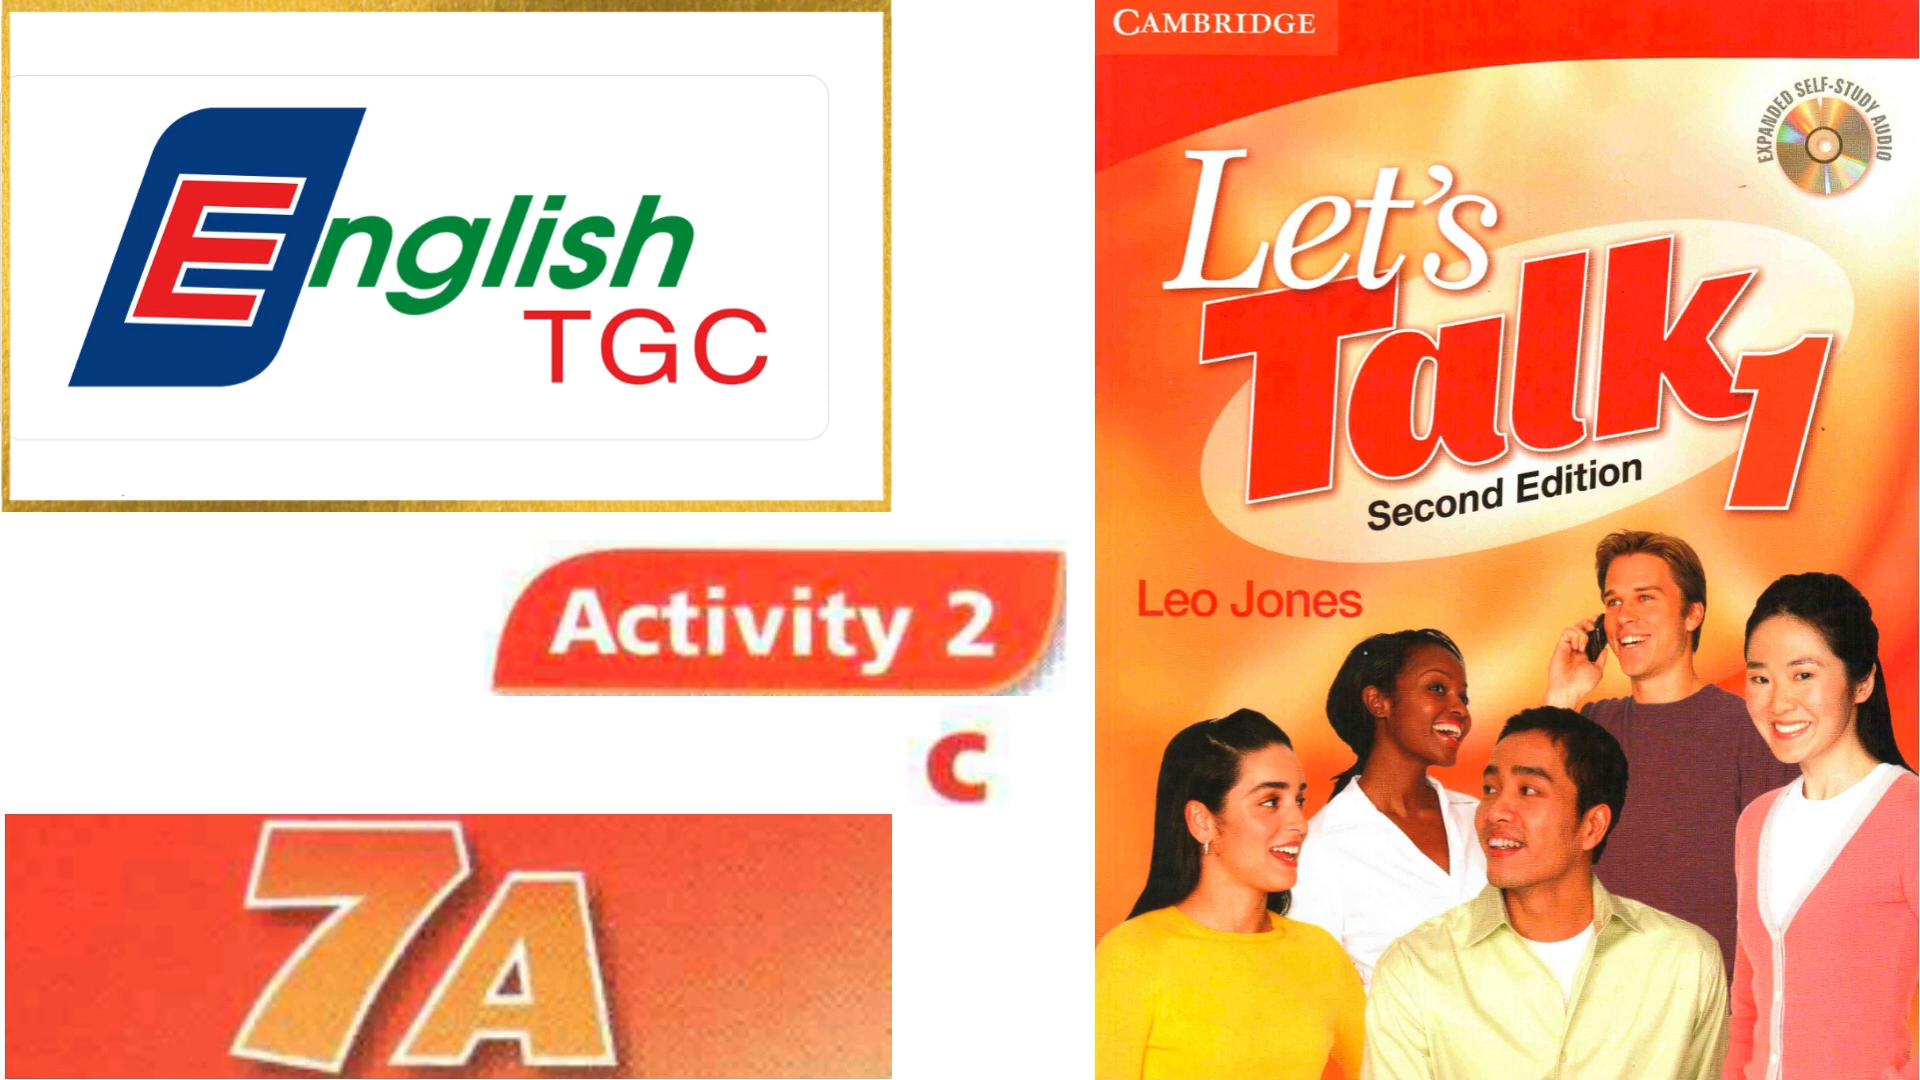 English
TGC
Activity 2
C
7A
CAMBRIDGE
EXPANDED SELF-STUDY AUDIO
Let's
Talk 1
Second Edition
Leo Jones